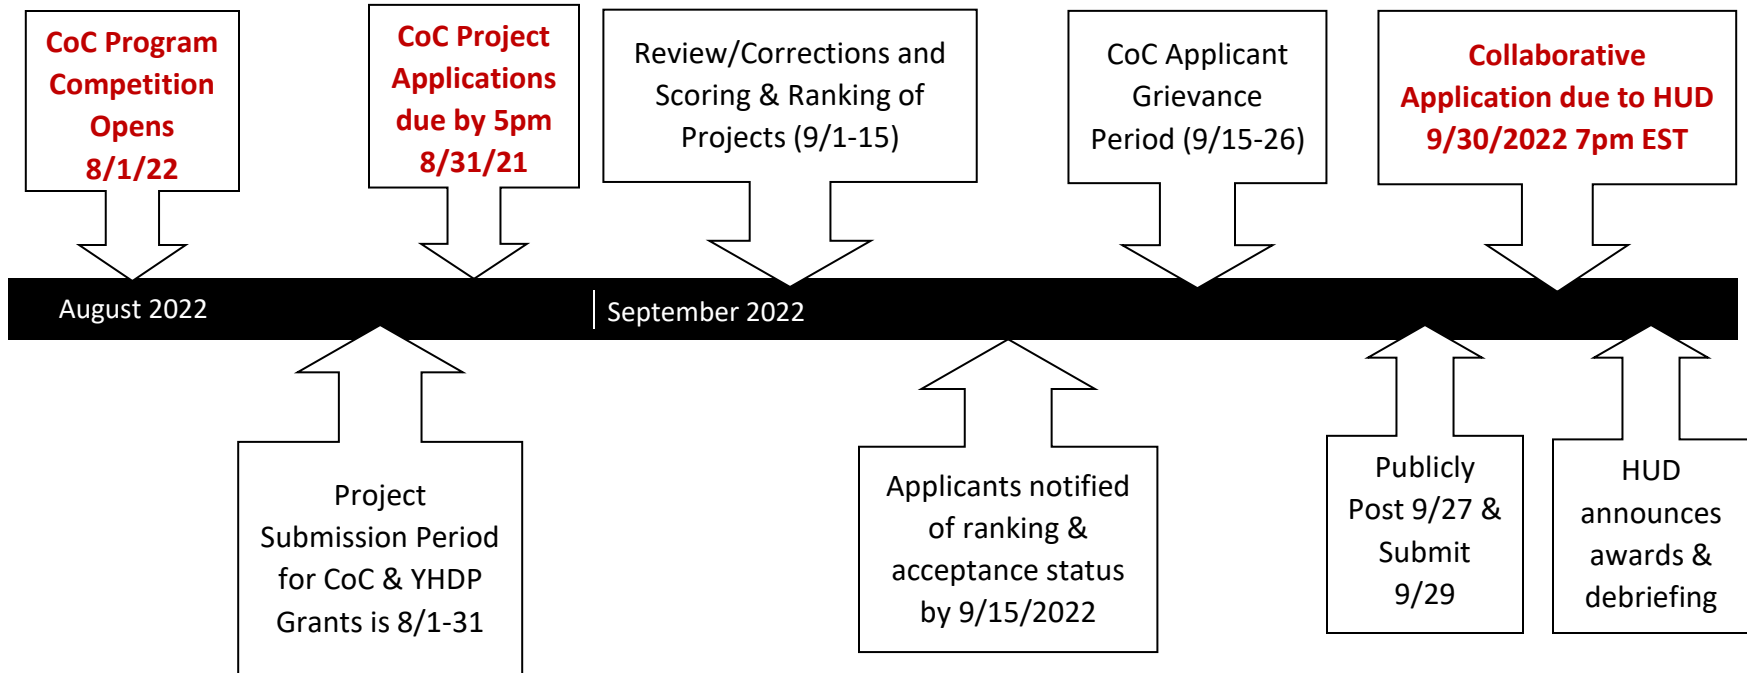 CoC Program
Competition
Opens
8/1/22
CoC Project
Applications
due by 5pm
8/31/21
Review/Corrections and
Scoring & Ranking of
Projects (9/1-15)
CoC Applicant
Grievance
Period (9/15-26)
Collaborative
Application due to HUD
9/30/2022 7pm EST
August 2022
September 2022
Project
Submission Period
for CoC & YHDP
Grants is 8/1-31
Applicants notified
of ranking &
acceptance status
by 9/15/2022
Publicly
Post 9/27 &
Submit
9/29
HUD
announces
awards &
debriefing